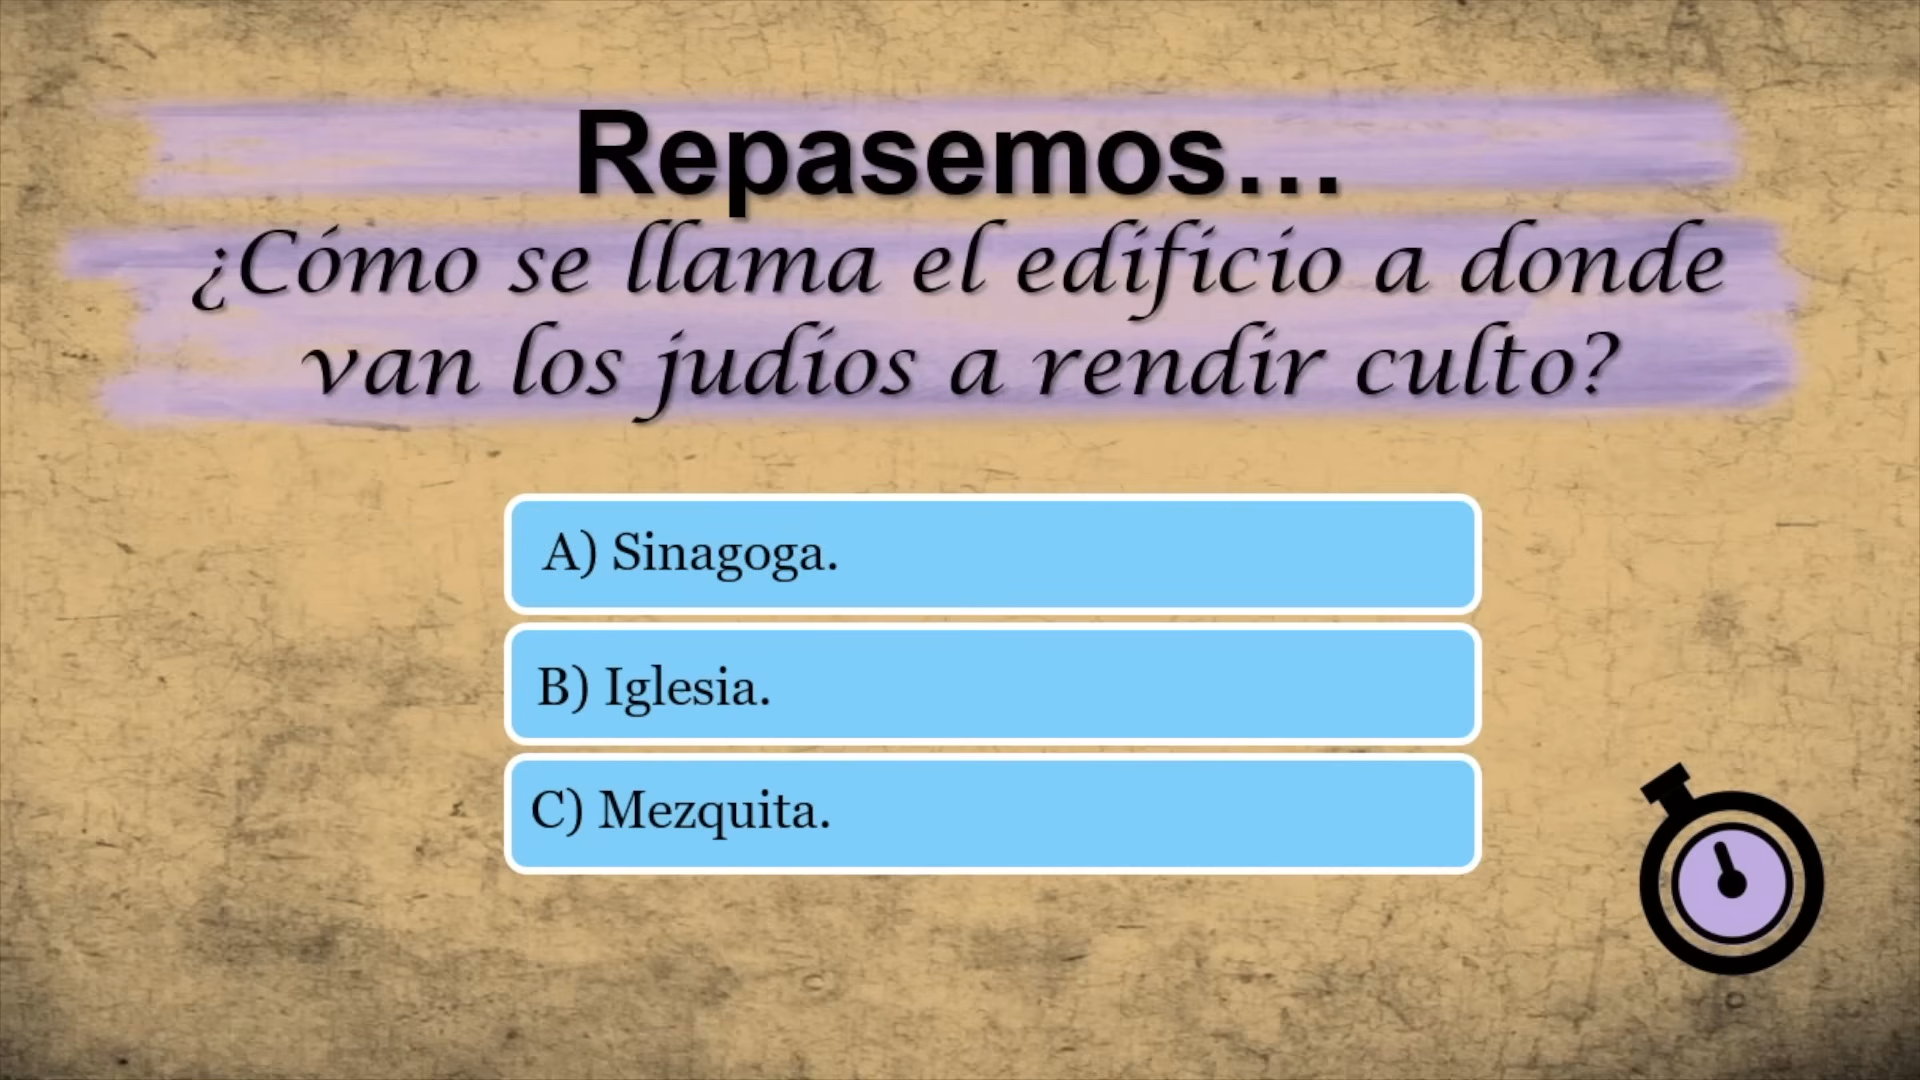 Repasemos...
¿Cómo se llama el edificio a donde
van los judíos a rendir culto?
A) Sinagoga.
B) Iglesia.
C) Mezquita.